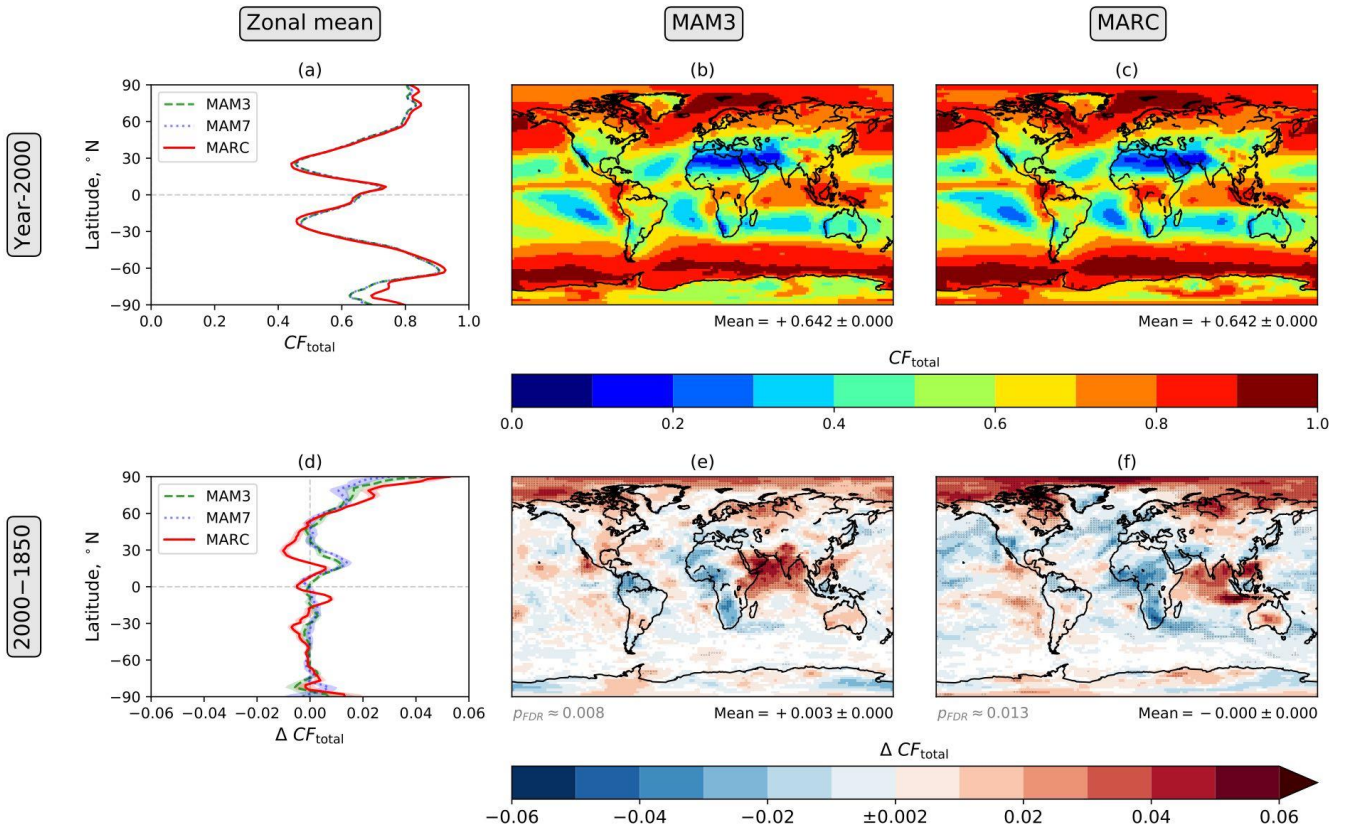 Zonal mean
MAM3
MARC
Year-2000
(a)
Latitude, °N
90
60
30
0
−30
−60
−90
MAM3
MAM7
MARC
0.0 0.2 0.4 0.6 0.8 1.0
CFtotal
(b)
Mean = +0.642 ± 0.000
(c)
Mean = +0.642 ± 0.000
CFtotal
0.0 0.2 0.4 0.6 0.8 1.0
2000−1850
(d)
Latitude, °N
90
60
30
0
−30
−60
−90
MAM3
MAM7
MARC
−0.06 −0.04 −0.02 0.00 0.02 0.04 0.06
Δ CFtotal
(e)
pFDR ≈ 0.008 Mean = +0.003 ± 0.000
(f)
pFDR ≈ 0.013 Mean = −0.000 ± 0.000
Δ CFtotal
−0.06 −0.04 −0.02 ±0.002 0.02 0.04 0.06